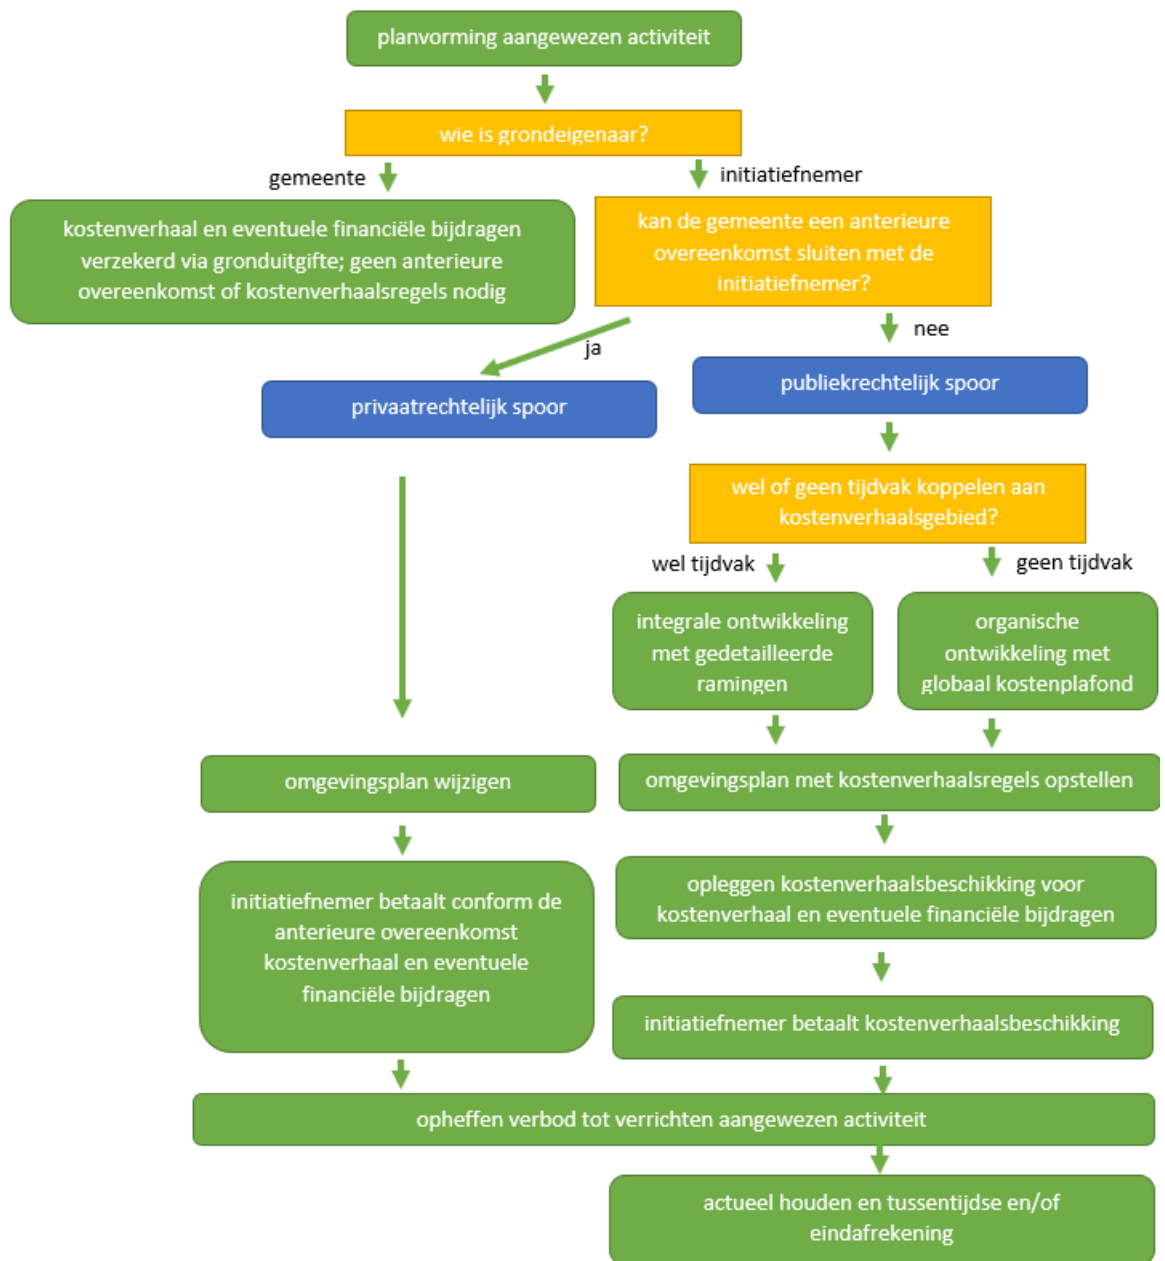 planvorming aangewezen activiteit
wie is grondeigenaar?
gemeente
initiatiefnemer
kostenverhaal en eventuele financiële bijdragen
verzekerd via gronduitgifte; geen anterieure
overeenkomst of kostenverhaalsregels nodig
kan de gemeente een anterieure
overeenkomst sluiten met de
initiatiefnemer?
ja
nee
privaatrechtelijk spoor
publiekrechtelijk spoor
wel of geen tijdvak koppelen aan
kostenverhaalsgebied?
wel tijdvak
geen tijdvak
integrale ontwikkeling
met gedetailleerde
ramingen
organische
ontwikkeling met
globaal kostenplafond
omgevingsplan wijzigen
omgevingsplan met kostenverhaalsregels opstellen
initiatiefnemer betaalt conform de
anterieure overeenkomst
kostenverhaal en eventuele
financiële bijdragen
opleggen kostenverhaalsbeschikking voor
kostenverhaal en eventuele financiële bijdragen
initiatiefnemer betaalt kostenverhaalsbeschikking
opheffen verbod tot verrichten aangewezen activiteit
actueel houden en tussentijdse en/of
eindafrekening